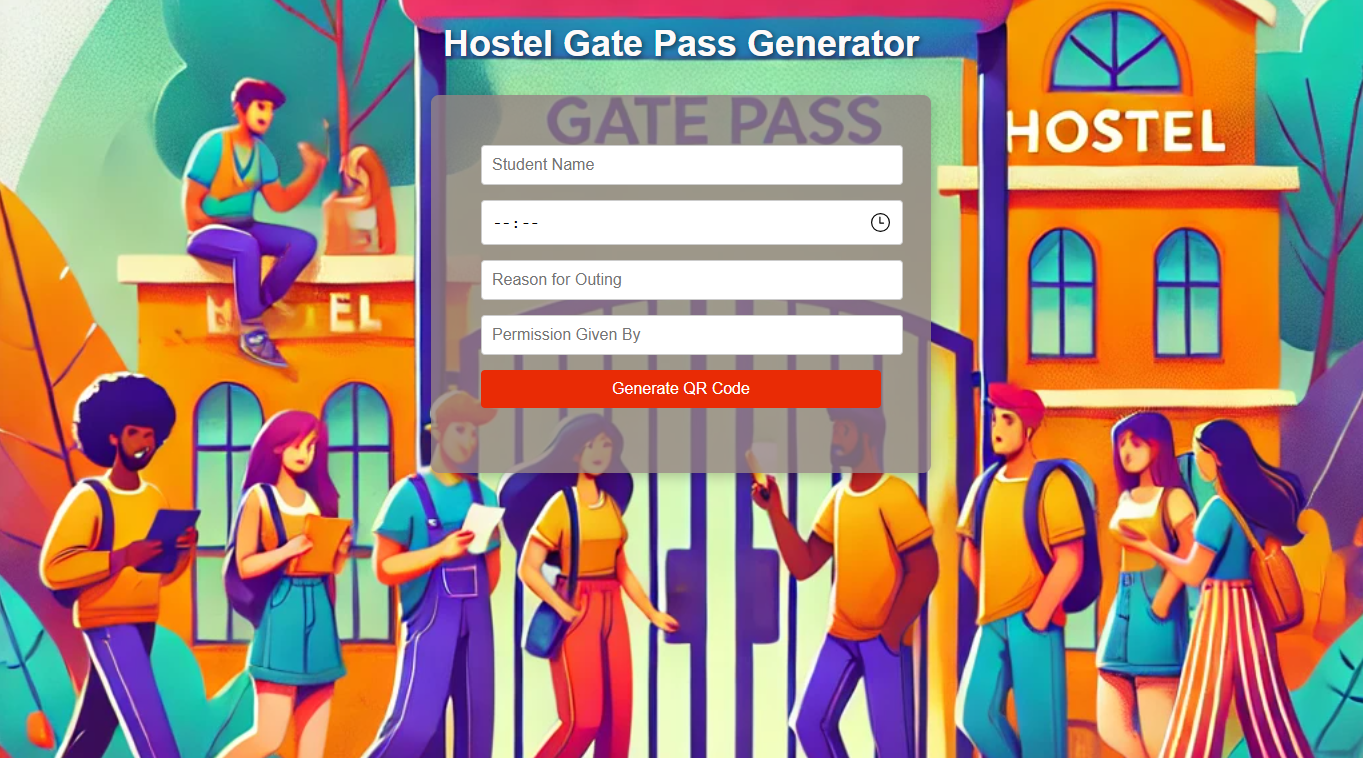 Hostel Gate Pass Generator
GATE PASS
HOSTEL
Student Name
--:--
Reason for Outing
EL
Permission Given By
Generate QR Code